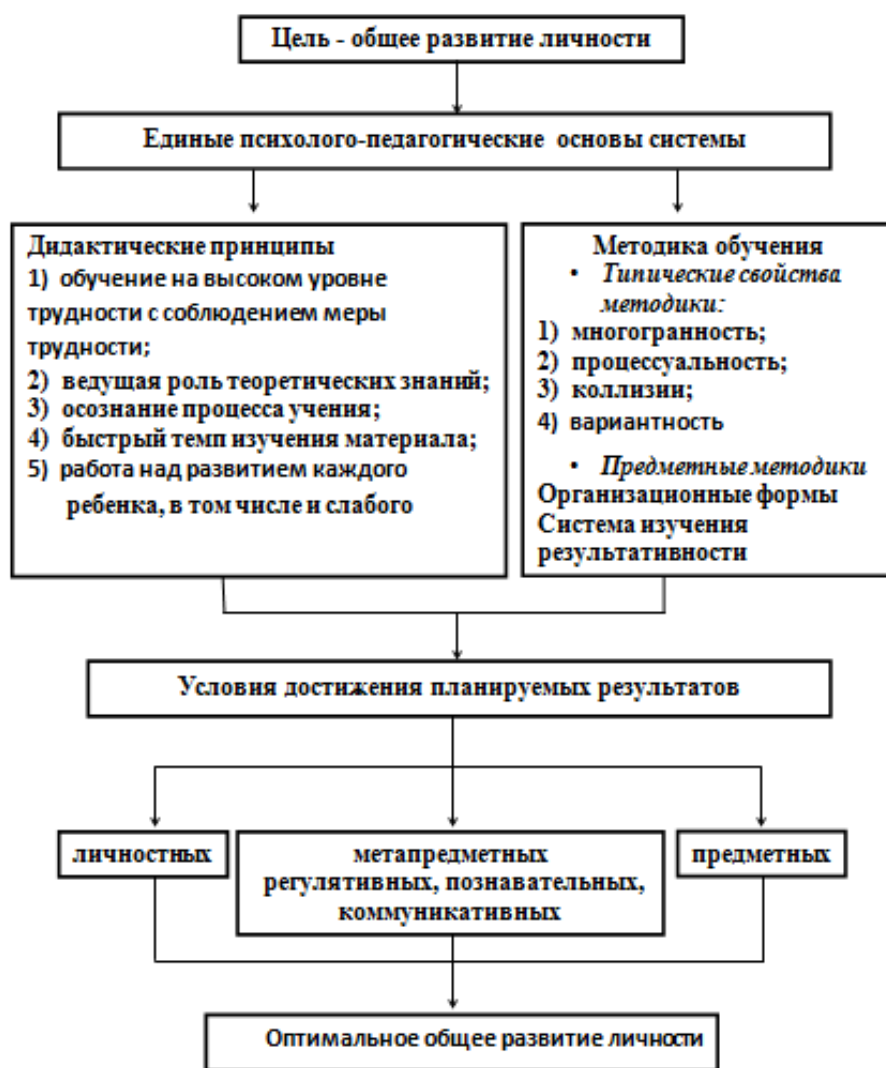 Цель - общее развитие личности
Единые психолого-педагогические основы системы
Дидактические принципы
1) обучение на высоком уровне
трудности с соблюдением меры
трудности;
2) ведущая роль теоретических знаний;
3) осознание процесса учения;
4) быстрый темп изучения материала;
5) работа над развитием каждого
ребенка, в том числе и слабого
Методика обучения
• Типические свойства
методики:
1) многогранность;
2) процессуальность;
3) коллизии;
4) вариантность
• Предметные методики
Организационные формы
Система изучения
результативности
Условия достижения планируемых результатов
личностных
метапредметных
регулятивных, познавательных,
коммуникативных
предметных
Оптимальное общее развитие личности